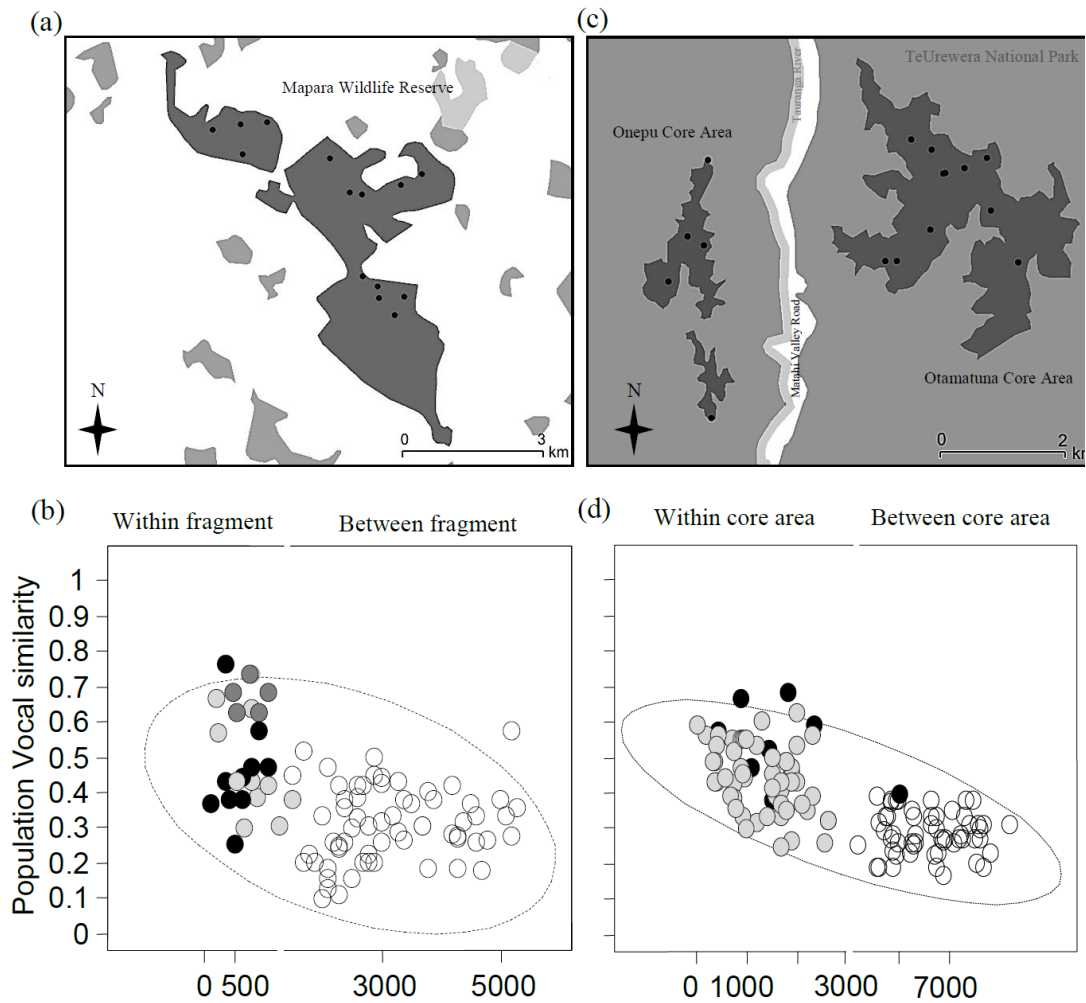 (a)
Mapara Wildlife Reserve
N
0 3
km
(c)
TeUrewera National Park
Tauranga River
Onepu Core Area
Matahi Valley Road
Otamatuna Core Area
N
0 2
km
(b)
Within fragment Between fragment
Population Vocal similarity
1
0.9
0.8
0.7
0.6
0.5
0.4
0.3
0.2
0.1
0
0 500 3000 5000
(d)
Within core area Between core area
0 1000 3000 7000